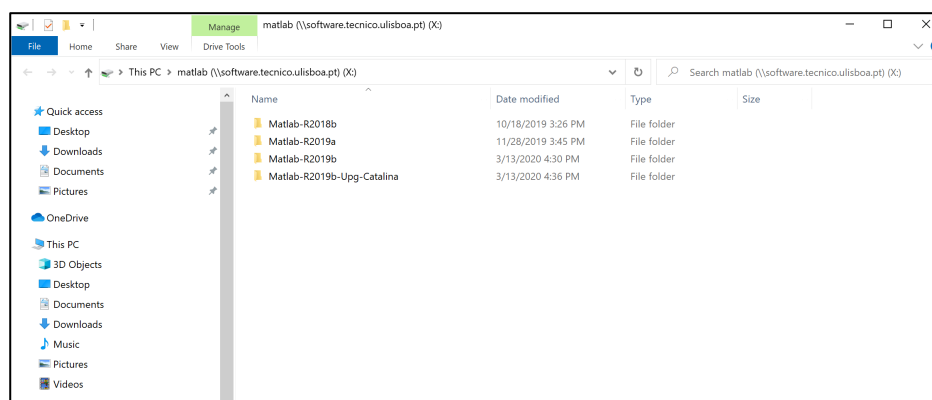 Manage matlab (\\software.tecnico.ulisboa.pt) (X:)
File Home Share View Drive Tools
This PC > matlab (\\software.tecnico.ulisboa.pt) (X:) Search matlab (\\software.tecnico.ulisboa.pt) (X:)
Name Date modified Type Size
Quick access
Desktop
Downloads
Documents
Pictures
OneDrive
This PC
3D Objects
Desktop
Documents
Downloads
Music
Pictures
Videos
Matlab-R2018b 10/18/2019 3:26 PM File folder
Matlab-R2019a 11/28/2019 3:45 PM File folder
Matlab-R2019b 3/13/2020 4:30 PM File folder
Matlab-R2019b-Upg-Catalina 3/13/2020 4:36 PM File folder